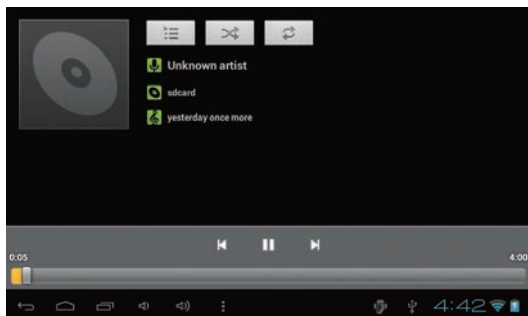 Unknown artist
sdcard
yesterday once more
0:05
4:00
4:42